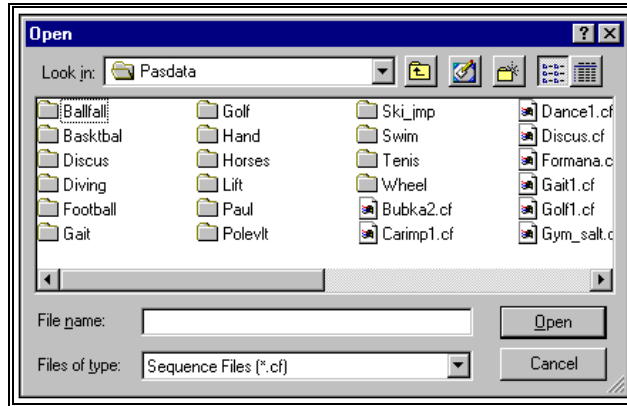 Open
Look in: Pasdata
Ballfall Golf Ski_jmp Dance1.cf
Basktbal Hand Swim Discus.cf
Discus Horses Tenis Formana.c
Diving Lift Wheel Gait1.cf
Football Paul Bubka2.cf Golf1.cf
Gait Polevlt Carimp1.cf Gym_salt.c
File name: Open
Files of type: Sequence Files (*.cf) Cancel